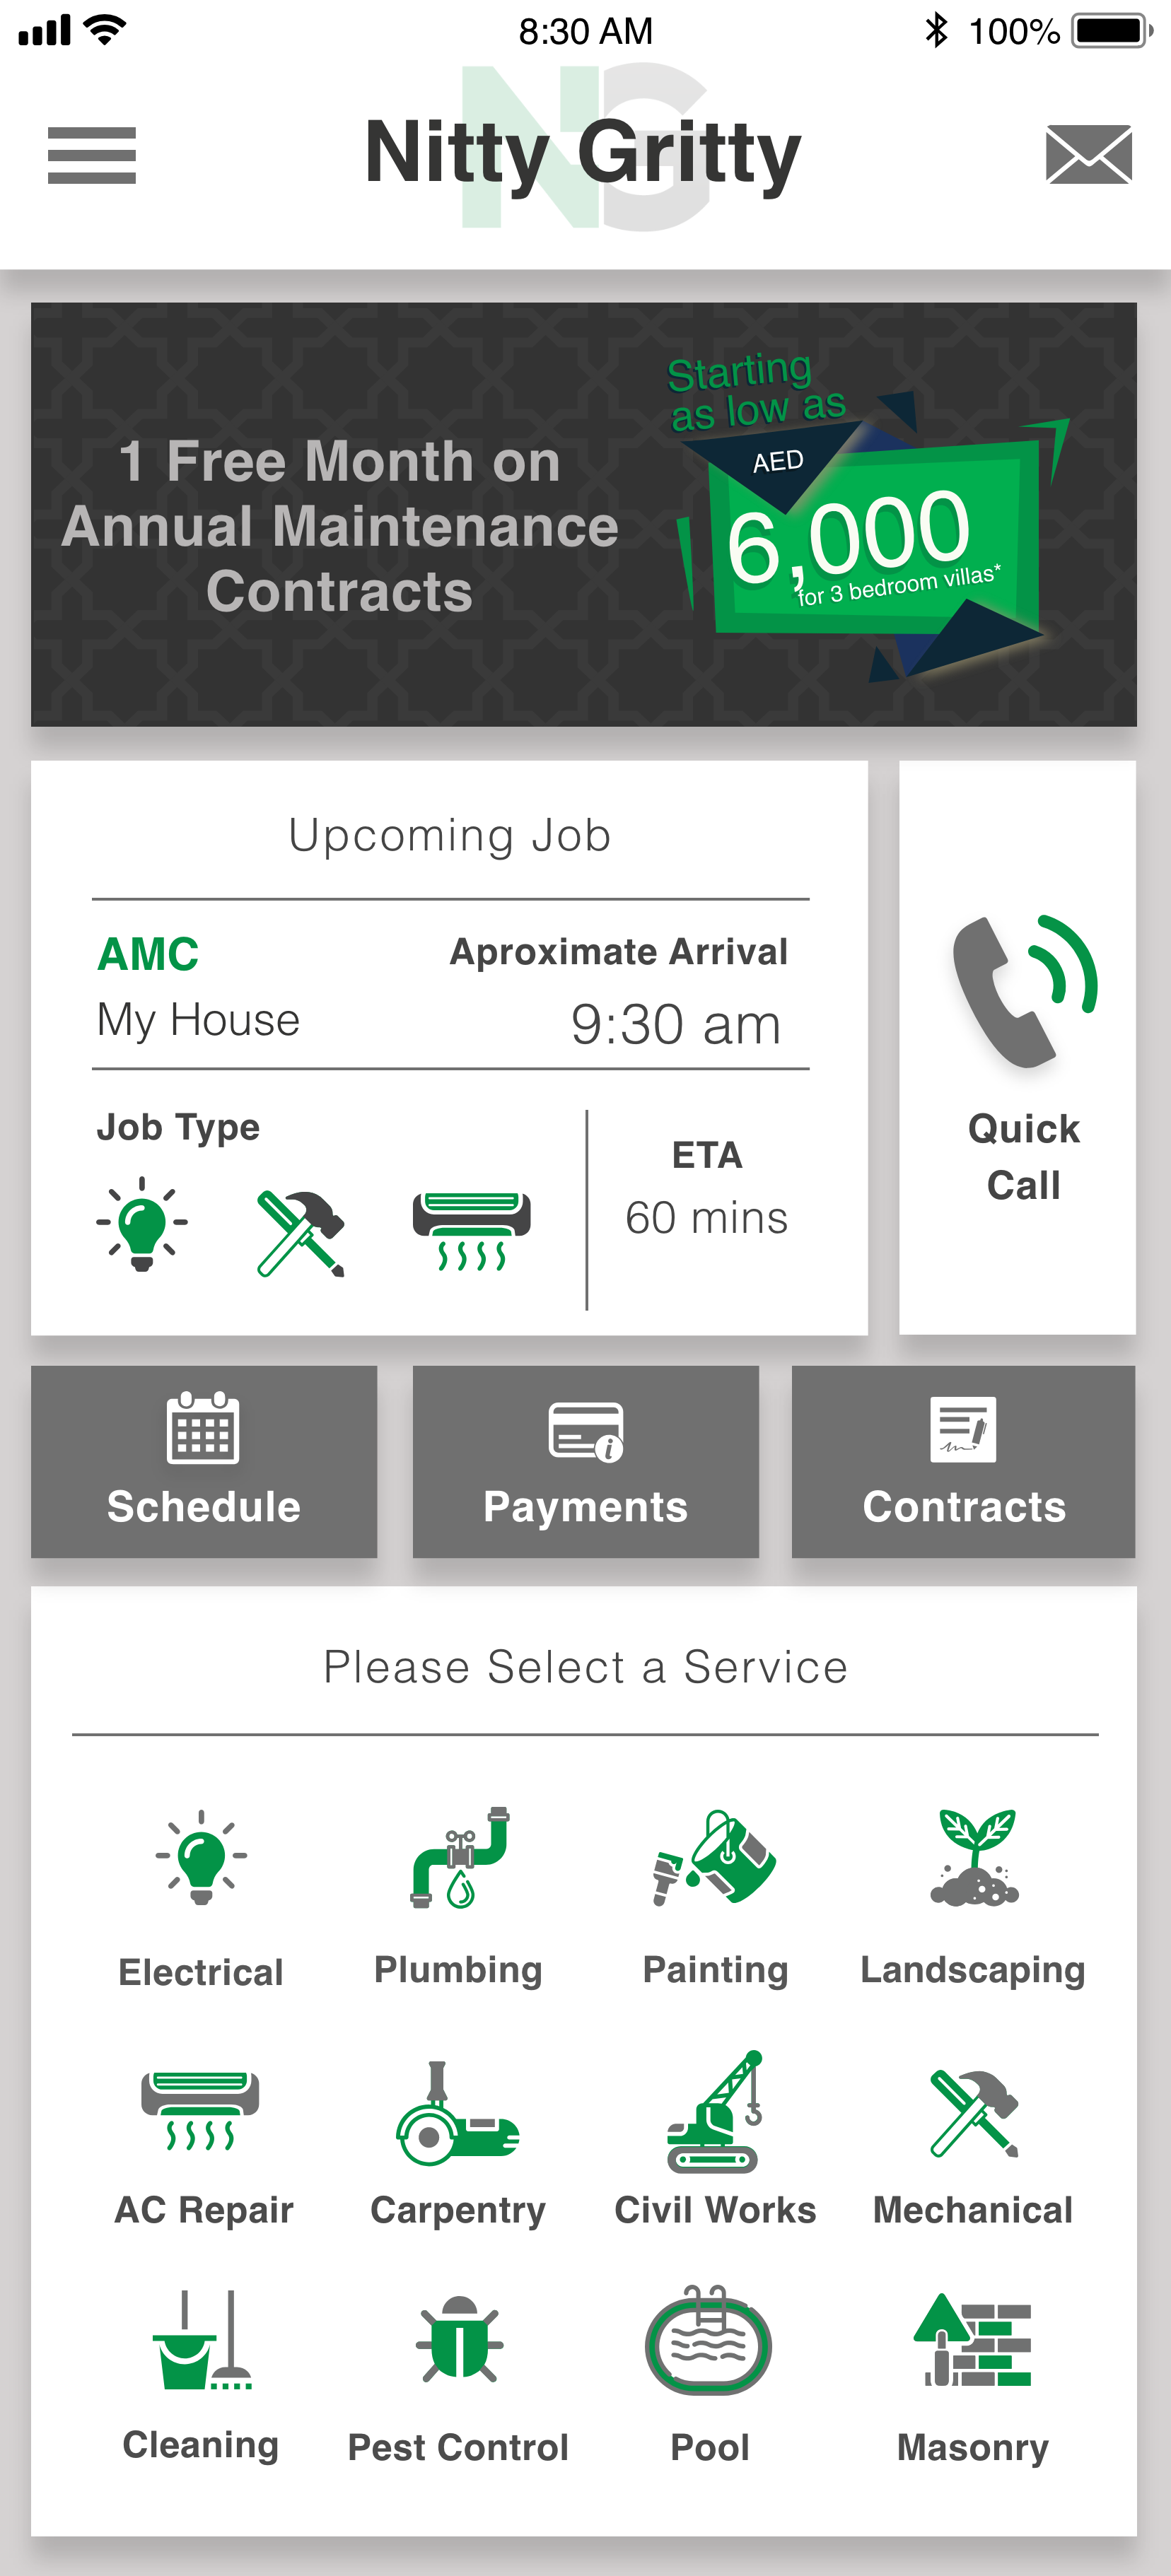 8:30 AM
100%
NG
Nitty Gritty
1 Free Month on
Annual Maintenance
Contracts
Starting
as low as
AED
6,000
for 3 bedroom villas*
Upcoming Job
AMC
Aproximate Arrival
My House
9:30 am
Job Type
ETA
60 mins
Quick
Call
Schedule
Payments
Contracts
Please Select a Service
Electrical
Plumbing
Painting
Landscaping
AC Repair
Carpentry
Civil Works
Mechanical
Cleaning
Pest Control
Pool
Masonry